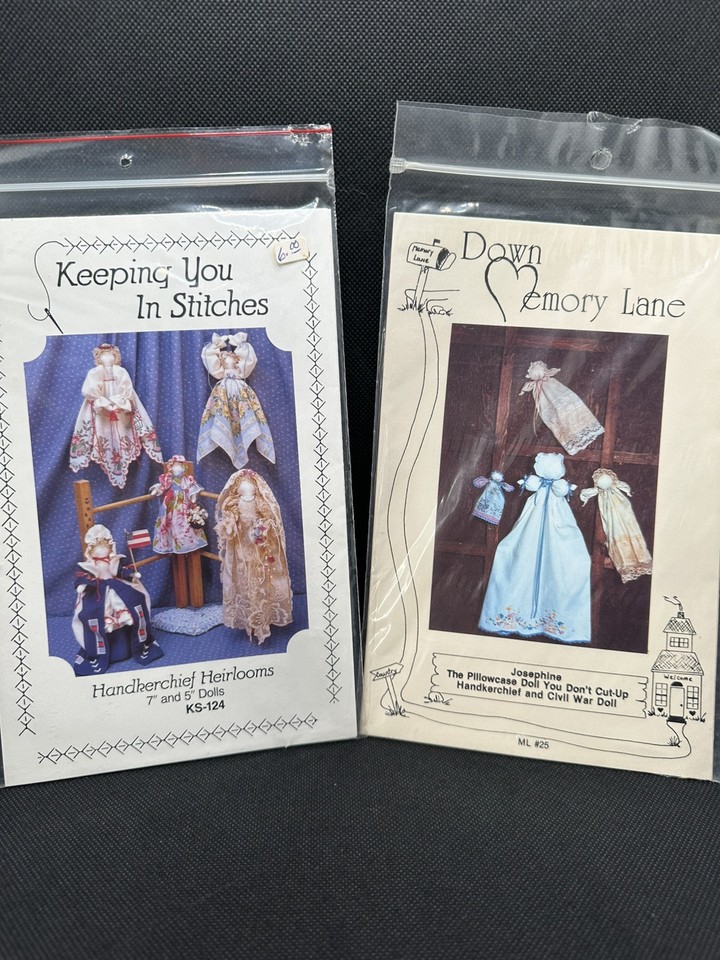 6.00
Keeping You
In Stitches
Handkerchief Heirlooms
7" and 5" Dolls
KS-124
Memory
Lane
Down
Memory Lane
Josephine
The Pillowcase Doll You Don't Cut-Up
Handkerchief and Civil War Doll
Welcome
ML #25